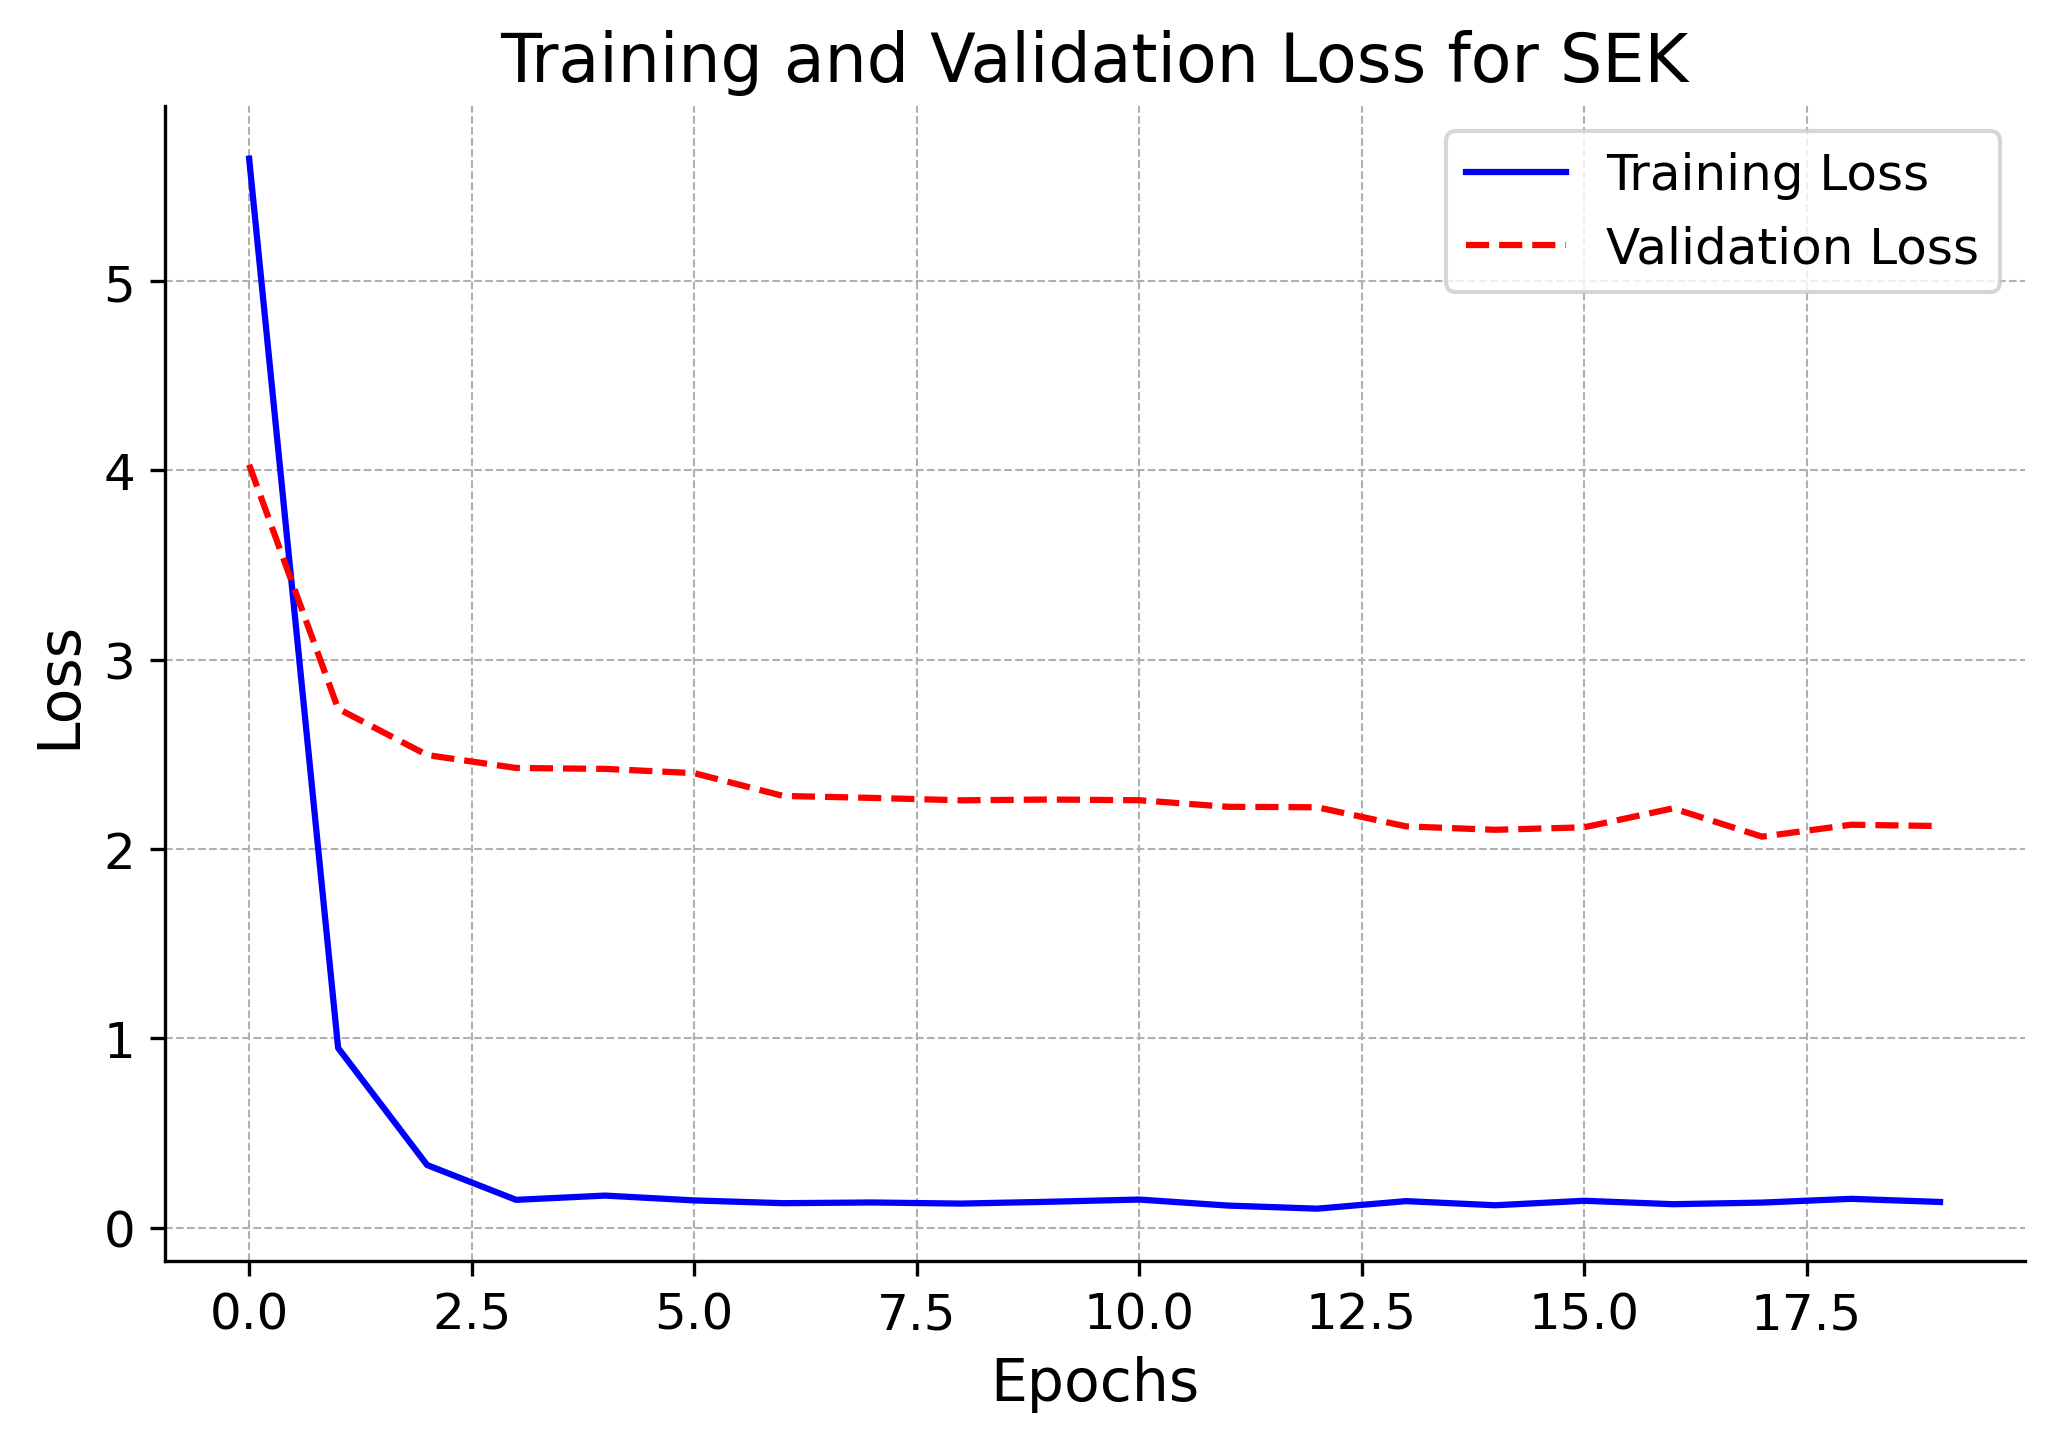 Training and Validation Loss for SEK
Training Loss
Validation Loss
Loss
5
4
3
2
1
0
0.0 2.5 5.0 7.5 10.0 12.5 15.0 17.5
Epochs